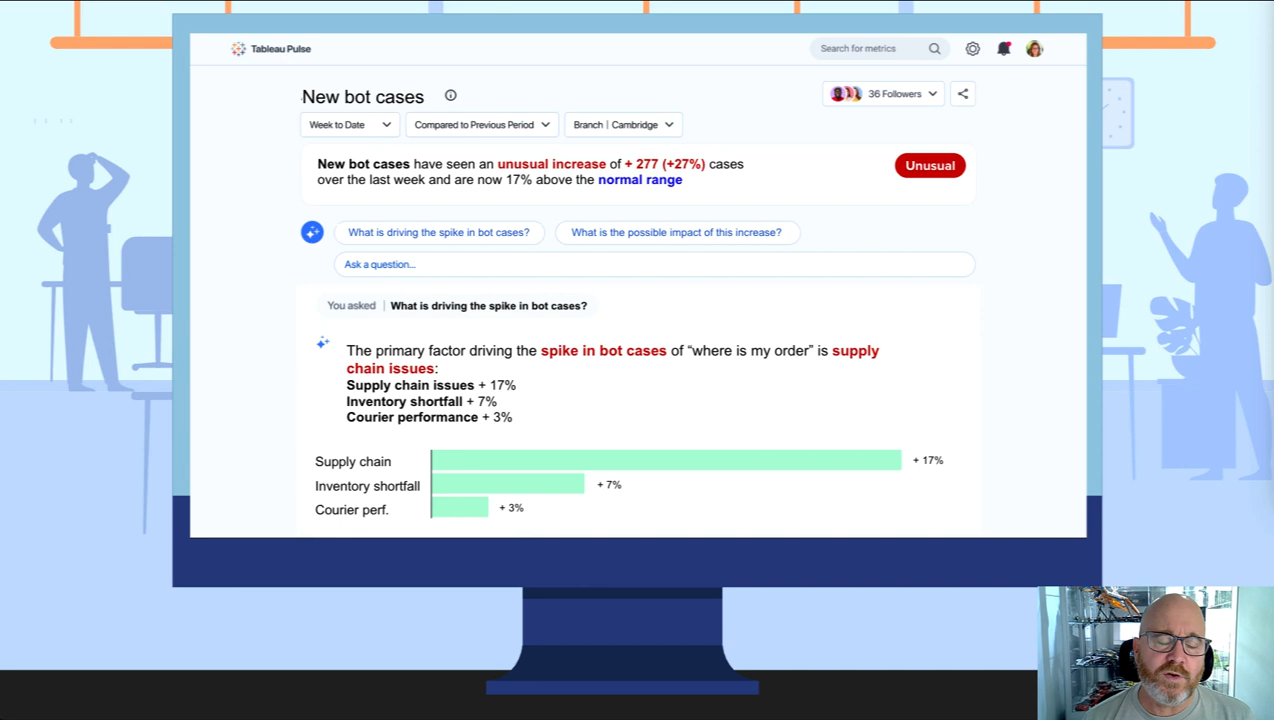 Tableau Pulse
Search for metrics
New bot cases
36 Followers
Week to Date
Compared to Previous Period
Branch | Cambridge
New bot cases have seen an unusual increase of + 277 (+27%) cases
over the last week and are now 17% above the normal range
Unusual
What is driving the spike in bot cases?
What is the possible impact of this increase?
Ask a question...
You asked | What is driving the spike in bot cases?
The primary factor driving the spike in bot cases of “where is my order” is supply
chain issues:
Supply chain issues + 17%
Inventory shortfall + 7%
Courier performance + 3%
Supply chain + 17%
Inventory shortfall + 7%
Courier perf. + 3%